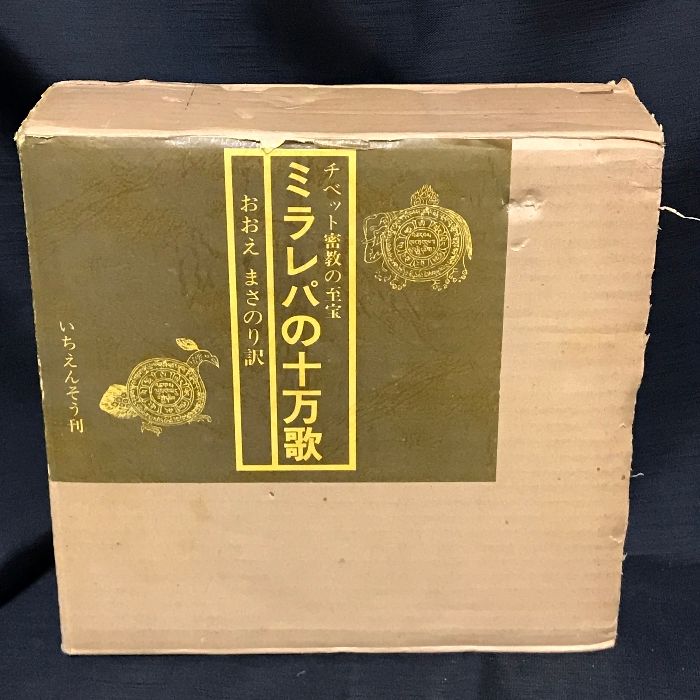 チベット密教の至宝
ミラレパの十万歌
おおえ まさのり訳
いちえんそう刊